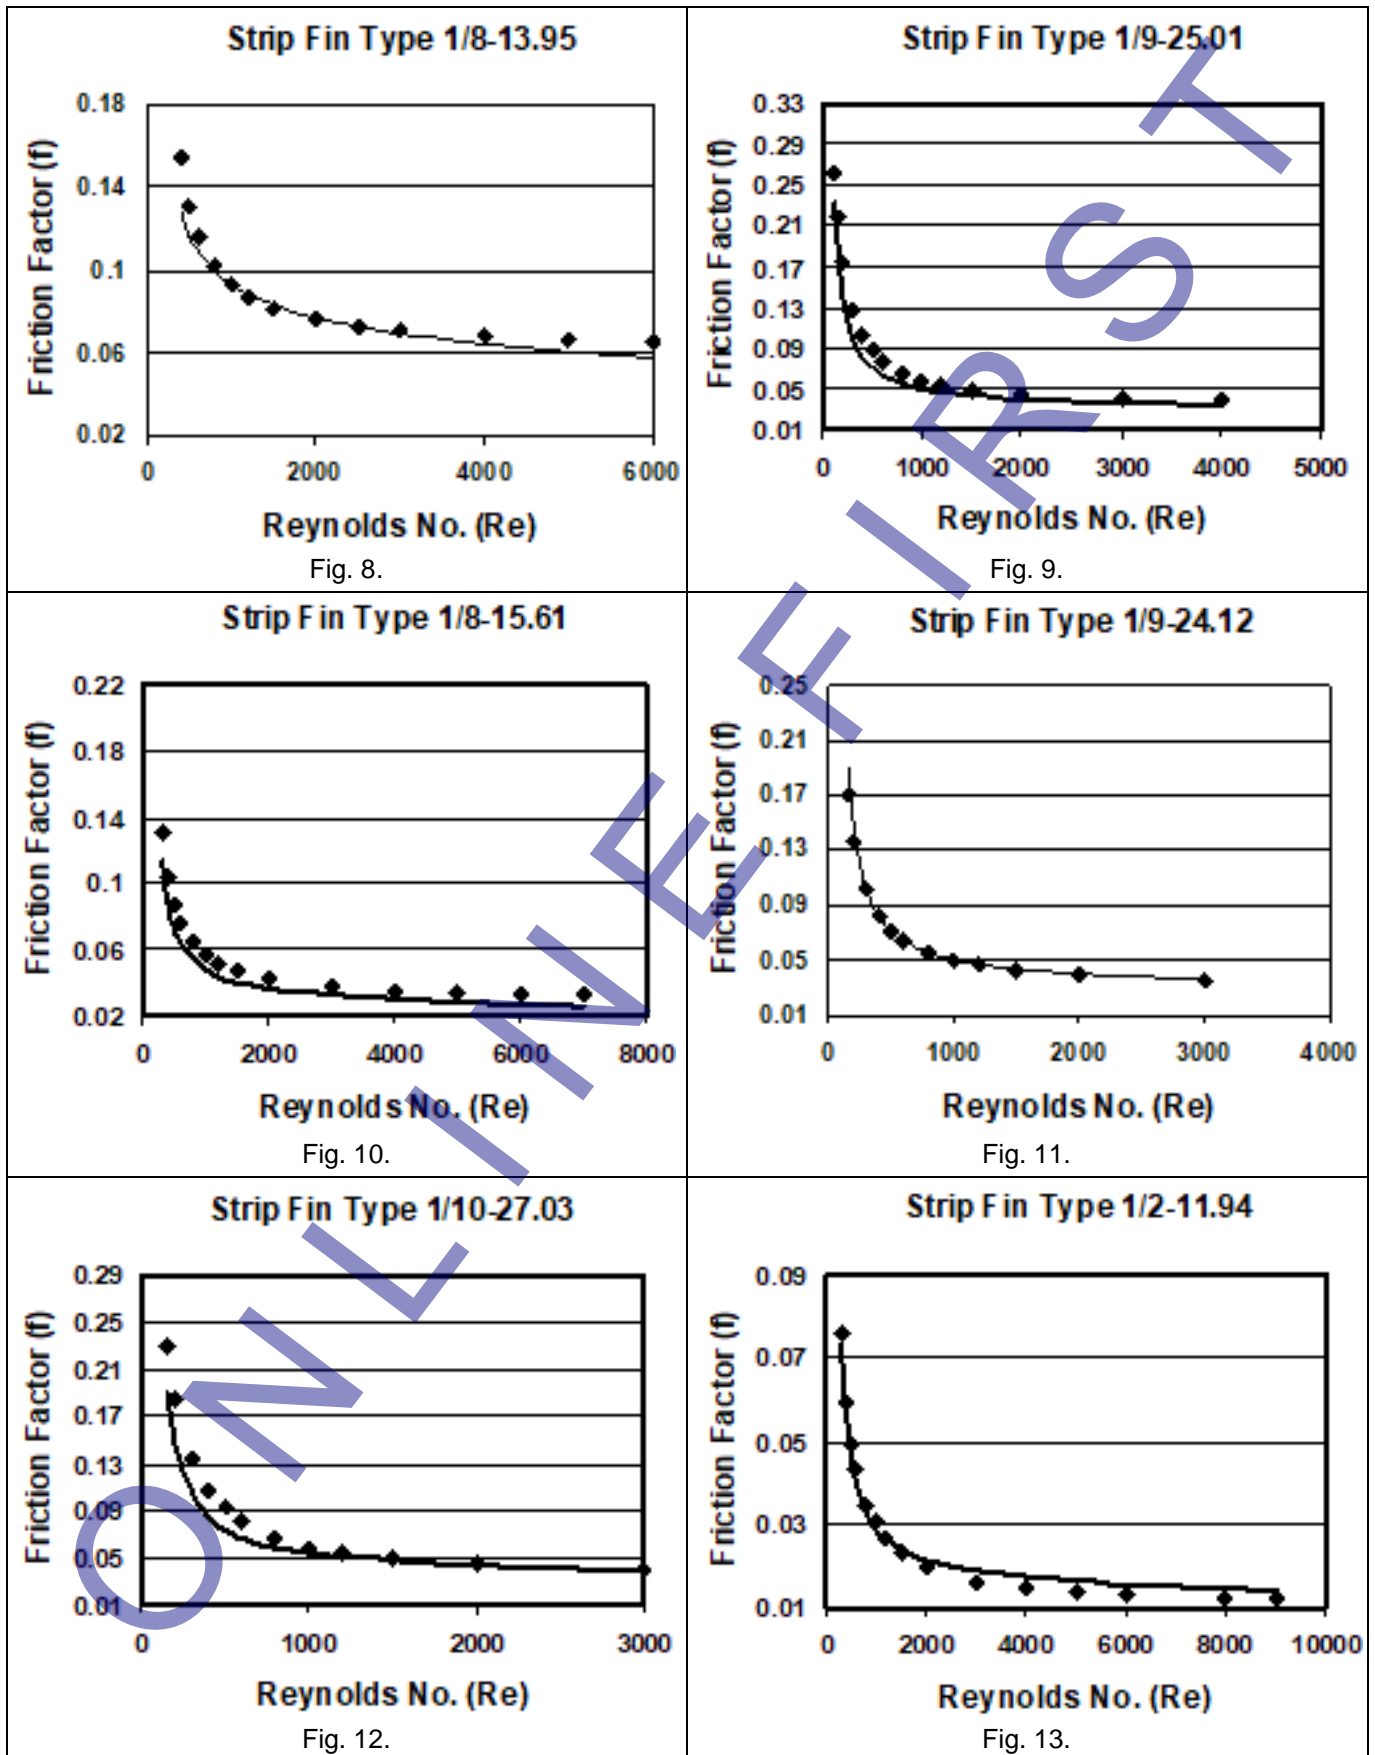 Strip Fin Type 1/8-13.95
Friction Factor (f)
0.18
0.14
0.1
0.06
0.02
0 2000 4000 6000
Reynolds No. (Re)
Fig. 8.
Strip Fin Type 1/9-25.01
Friction Factor (f)
0.33
0.29
0.25
0.21
0.17
0.13
0.09
0.05
0.01
0 1000 2000 3000 4000 5000
Reynolds No. (Re)
Fig. 9.
Strip Fin Type 1/8-15.61
Friction Factor (f)
0.22
0.18
0.14
0.1
0.06
0.02
0 2000 4000 6000 8000
Reynolds No. (Re)
Fig. 10.
Strip Fin Type 1/9-24.12
Friction Factor (f)
0.25
0.21
0.17
0.13
0.09
0.05
0.01
0 1000 2000 3000 4000
Reynolds No. (Re)
Fig. 11.
Strip Fin Type 1/10-27.03
Friction Factor (f)
0.29
0.25
0.21
0.17
0.13
0.09
0.05
0.01
0 1000 2000 3000
Reynolds No. (Re)
Fig. 12.
Strip Fin Type 1/2-11.94
Friction Factor (f)
0.09
0.07
0.05
0.03
0.01
0 2000 4000 6000 8000 10000
Reynolds No. (Re)
Fig. 13.
ONLINE FIRST